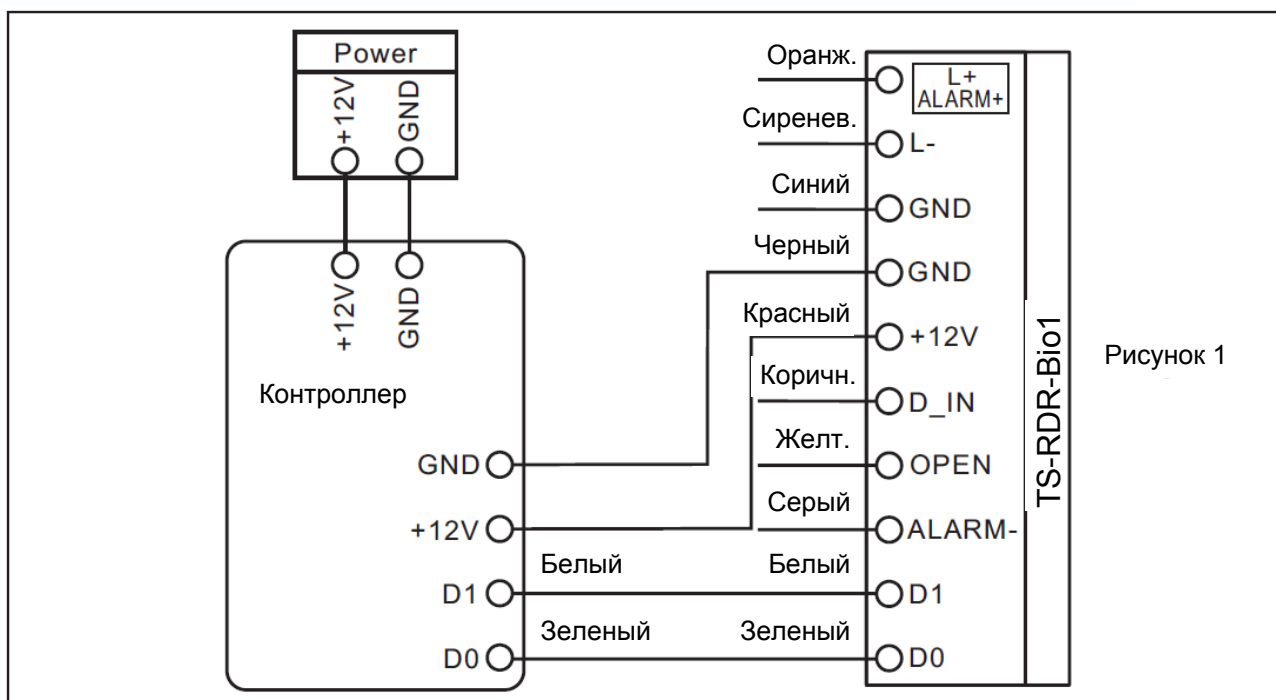 Power
+12V
GND
+12V
GND
Контроллер
GND
+12V
D1
D0
Белый
Зеленый
Оранж.
Сиренев.
Синий
Черный
Красный
Коричн.
Желт.
Серый
Белый
Зеленый
L+
ALARM+
L-
GND
GND
+12V
D_IN
OPEN
ALARM-
D1
D0
TS-RDR-Bio1
Рисунок 1